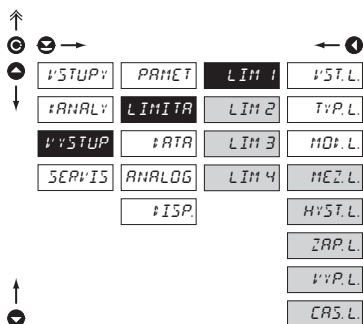 VSTUPY PAMET LIM 1 VST. L.
KANALY LIMITA LIM 2 TYP. L.
VYSTUP DATA LIM 3 MOD. L.
SERVIS ANALOG LIM 4 MEZ. L.
DISP. HYST. L.
ZAP. L.
VYP. L.
CAS. L.